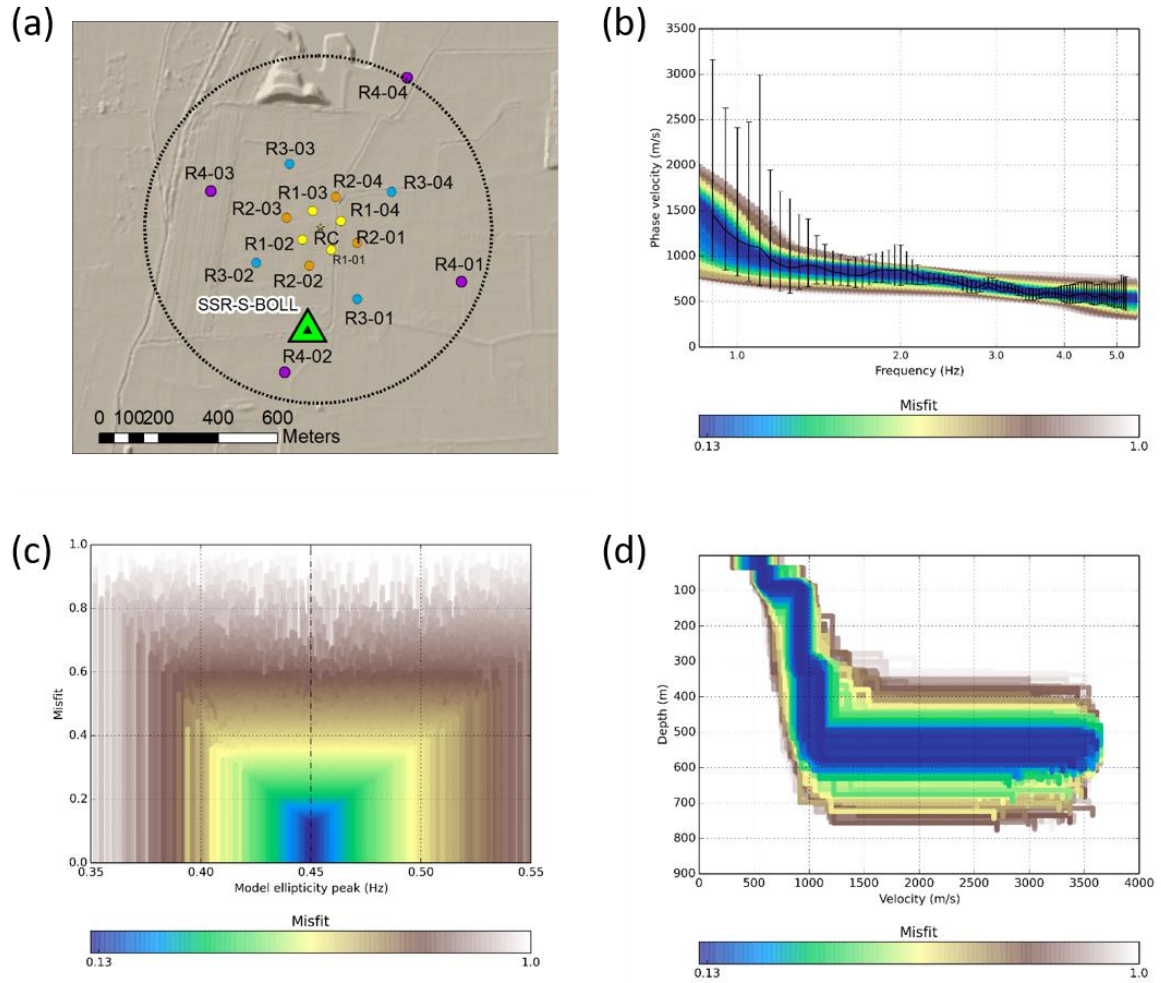 (a)
R4-04
R3-03
R4-03
R2-04
R3-04
R1-03
R2-03
R1-04
R1-02
RC
R2-01
R1-01
R3-02
R2-02
R4-01
SSR-S-BOLL
R3-01
R4-02
0 100 200 400 600
Meters
(b)
3500
3000
2500
2000
1500
1000
500
0
Phase velocity (m/s)
1.0 2.0 3.0 4.0 5.0
Frequency (Hz)
Misfit
0.13 1.0
(c)
1.0
0.8
0.6
0.4
0.2
0.0
Misfit
0.35 0.40 0.45 0.50 0.55
Model ellipticity peak (Hz)
Misfit
0.13 1.0
(d)
100
200
300
400
500
600
700
800
900
Depth (m)
0 500 1000 1500 2000 2500 3000 3500 4000
Velocity (m/s)
Misfit
0.13 1.0